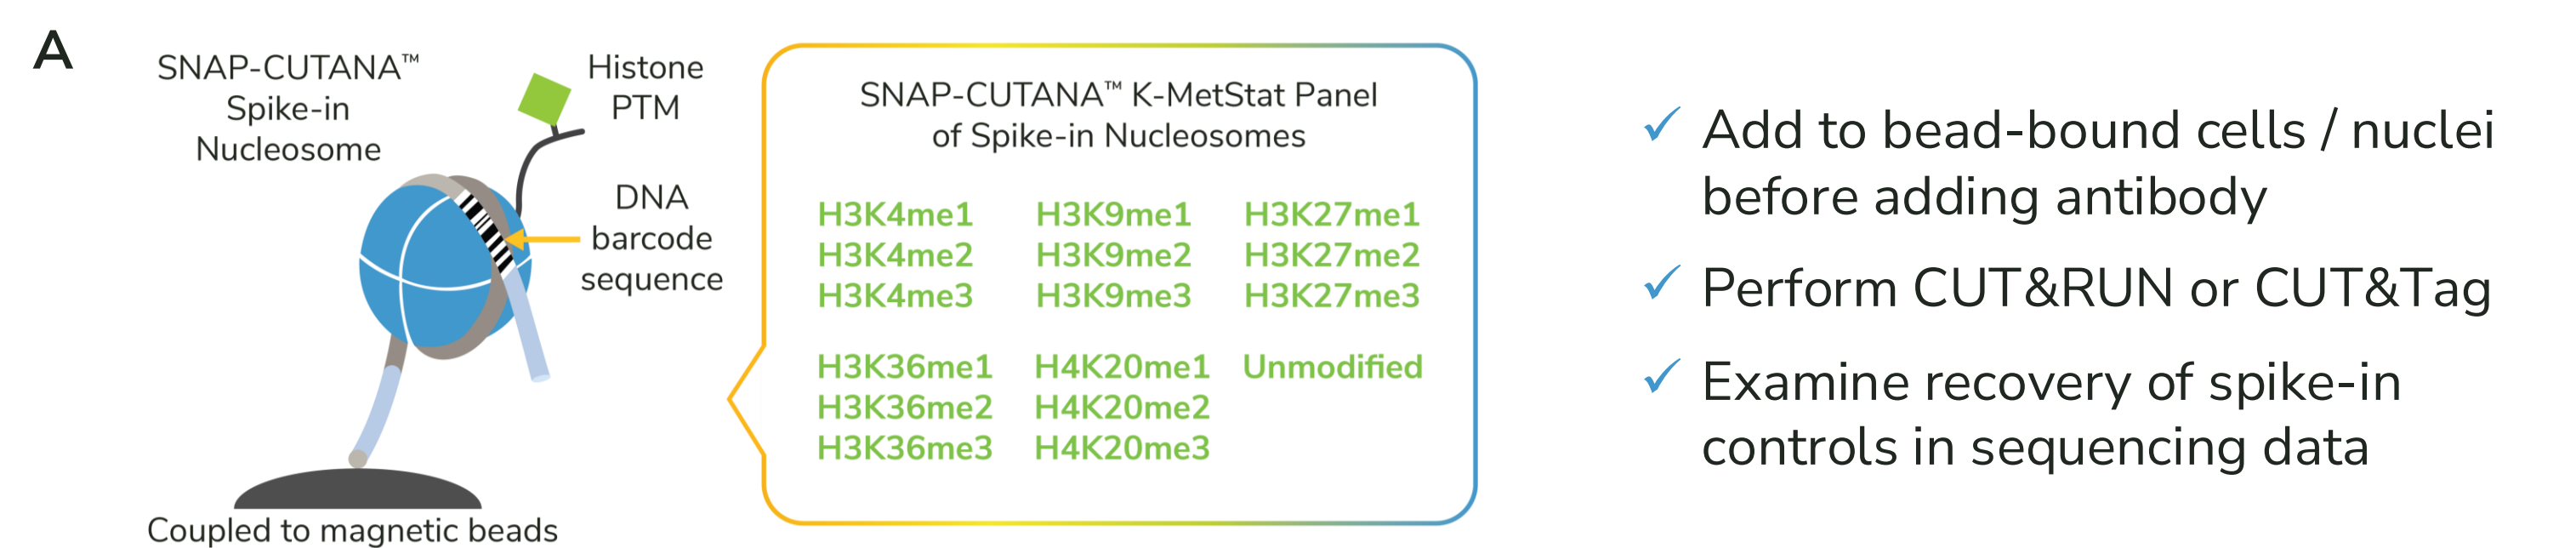 A
SNAP-CUTANA™
Spike-in
Nucleosome
Histone
PTM
DNA
barcode
sequence
Coupled to magnetic beads
SNAP-CUTANA™ K-MetStat Panel
of Spike-in Nucleosomes
H3K4me1 H3K9me1 H3K27me1
H3K4me2 H3K9me2 H3K27me2
H3K4me3 H3K9me3 H3K27me3
H3K36me1 H4K20me1 Unmodified
H3K36me2 H4K20me2
H3K36me3 H4K20me3
✓ Add to bead-bound cells / nuclei
before adding antibody
✓ Perform CUT&RUN or CUT&Tag
✓ Examine recovery of spike-in
controls in sequencing data